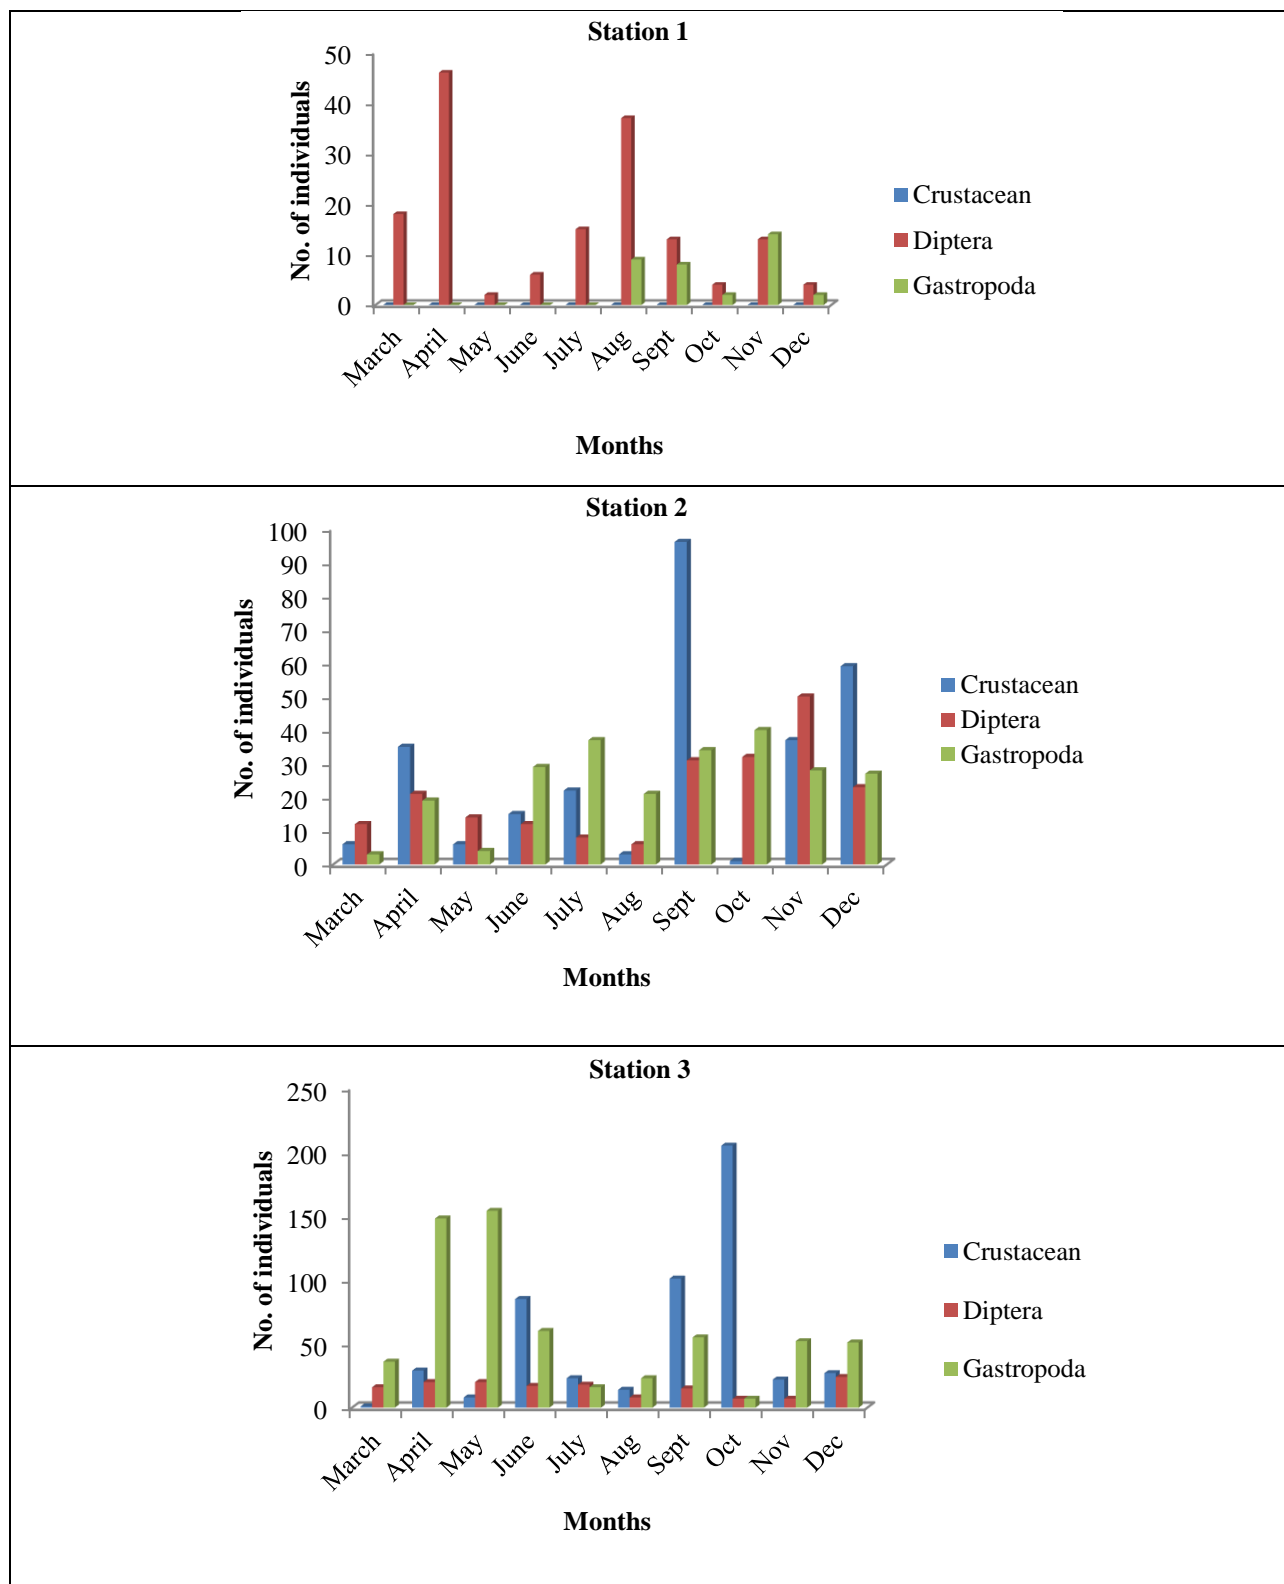 Station 1
No. of individuals
50
40
30
20
10
0
March April May June July Aug Sept Oct Nov Dec
Months
Crustacean
Diptera
Gastropoda
Station 2
No. of individuals
100
90
80
70
60
50
40
30
20
10
0
March April May June July Aug Sept Oct Nov Dec
Months
Crustacean
Diptera
Gastropoda
Station 3
No. of individuals
250
200
150
100
50
0
March April May June July Aug Sept Oct Nov Dec
Months
Crustacean
Diptera
Gastropoda